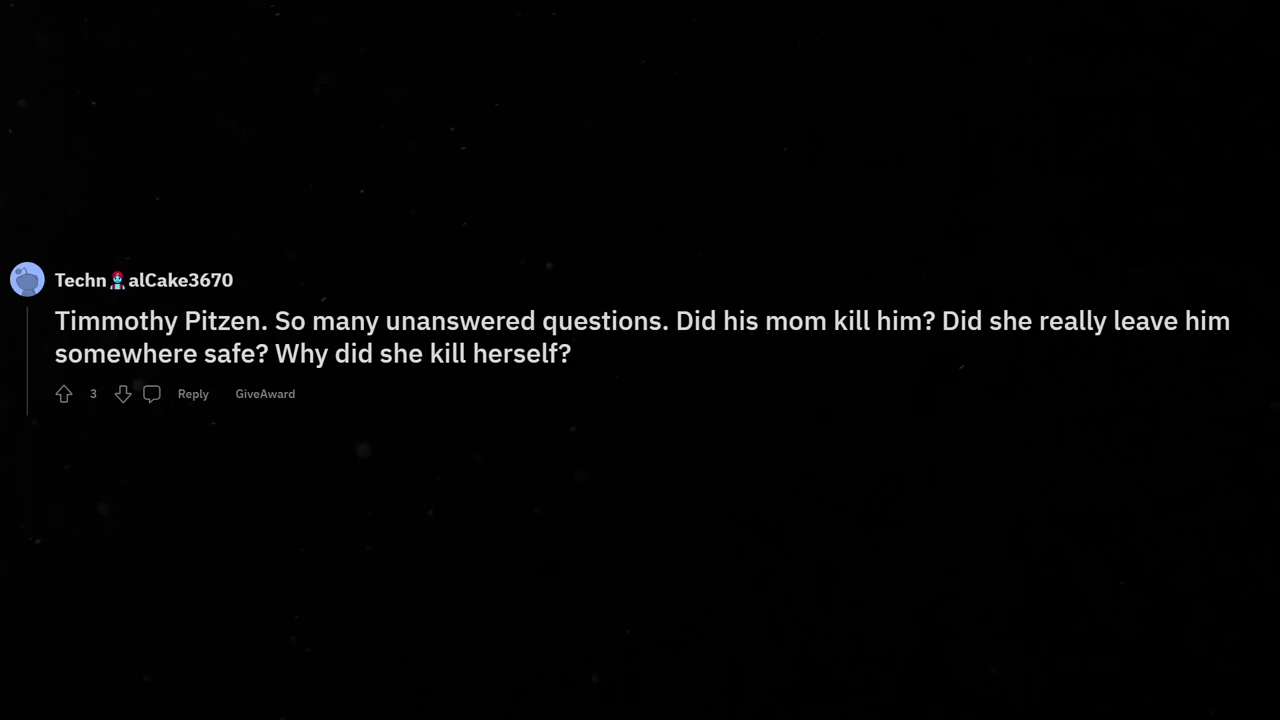 Techn🧟‍♀️alCake3670
Timmothy Pitzen. So many unanswered questions. Did his mom kill him? Did she really leave him
somewhere safe? Why did she kill herself?
3 Reply GiveAward